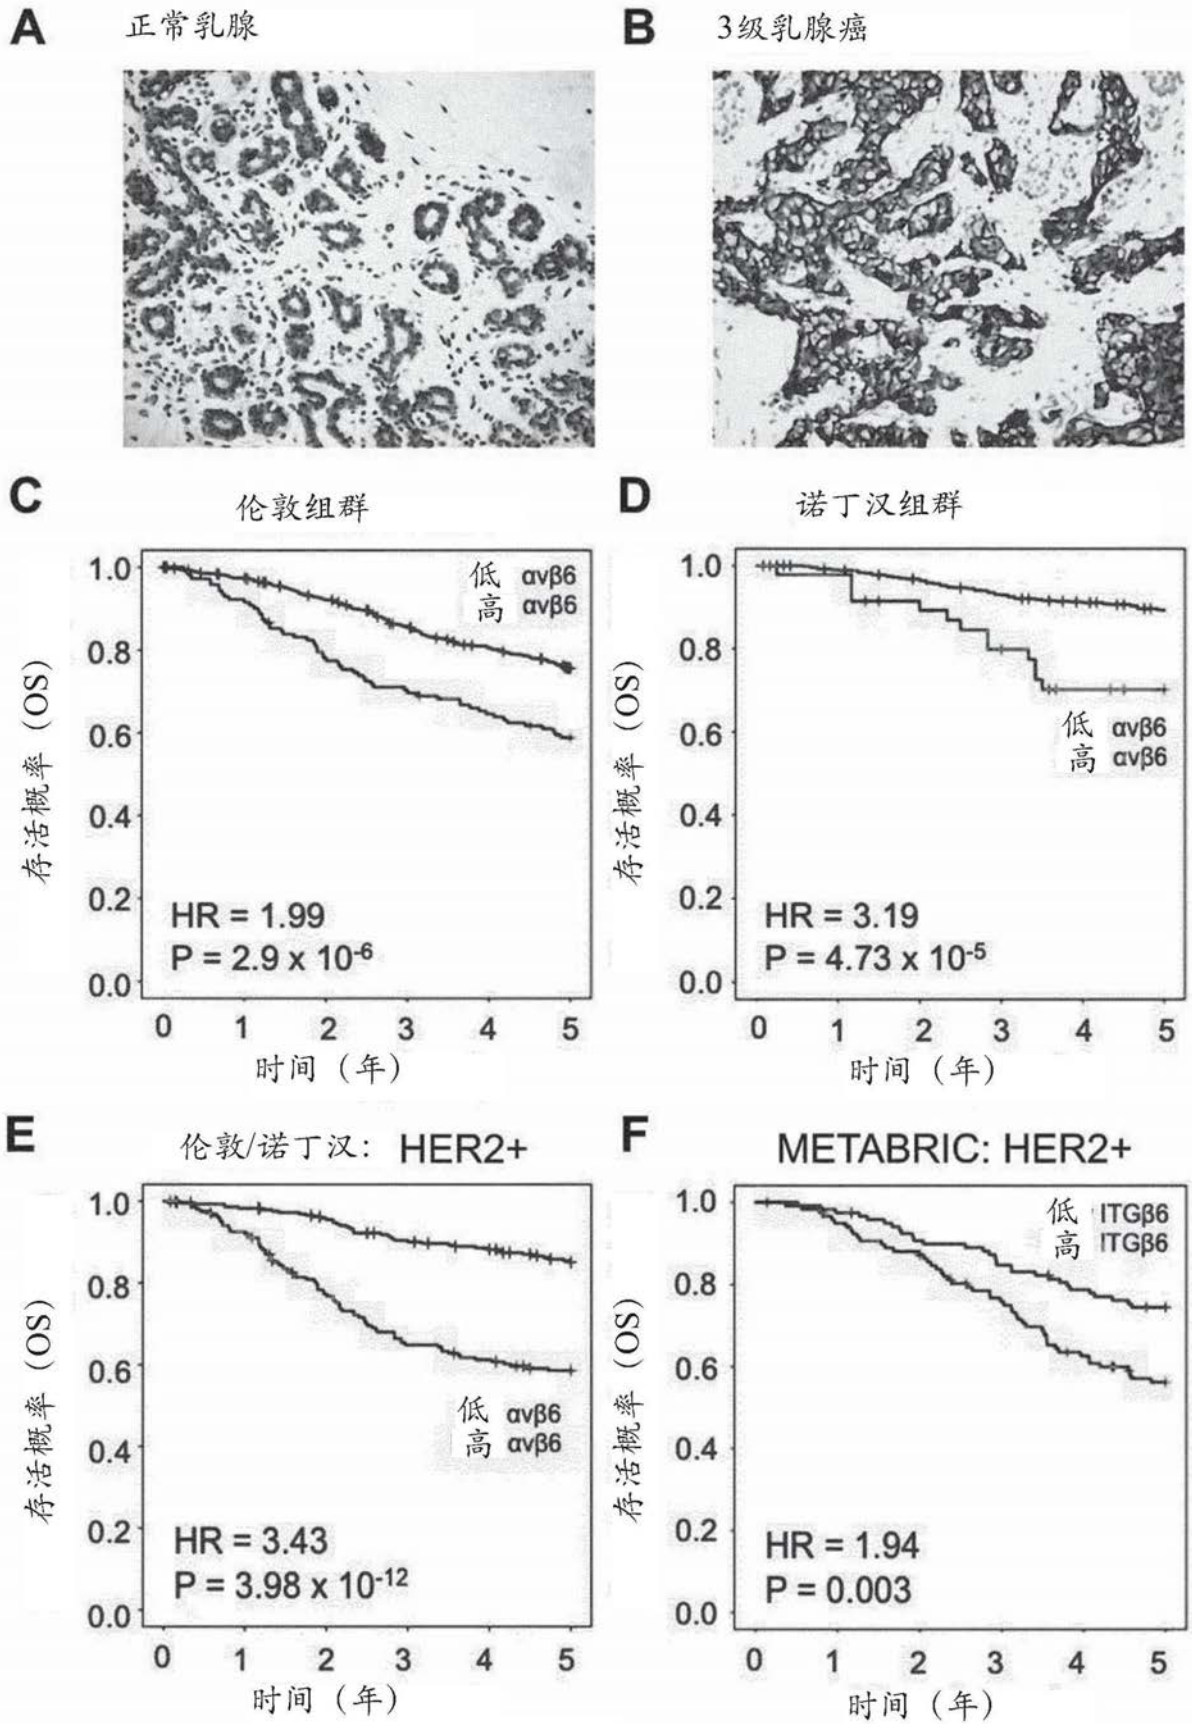 A 正常乳腺
B 3级乳腺癌
C 伦敦组群
存活概率（OS）
1.0
0.8
0.6
0.4
0.2
0.0
低 αvβ6
高 αvβ6
HR = 1.99
P = 2.9 x 10-6
0 1 2 3 4 5
时间（年）
D 诺丁汉组群
存活概率（OS）
1.0
0.8
0.6
0.4
0.2
0.0
低 αvβ6
高 αvβ6
HR = 3.19
P = 4.73 x 10-5
0 1 2 3 4 5
时间（年）
E 伦敦/诺丁汉： HER2+
存活概率（OS）
1.0
0.8
0.6
0.4
0.2
0.0
低 αvβ6
高 αvβ6
HR = 3.43
P = 3.98 x 10-12
0 1 2 3 4 5
时间（年）
F METABRIC: HER2+
存活概率（OS）
1.0
0.8
0.6
0.4
0.2
0.0
低 ITGβ6
高 ITGβ6
HR = 1.94
P = 0.003
0 1 2 3 4 5
时间（年）